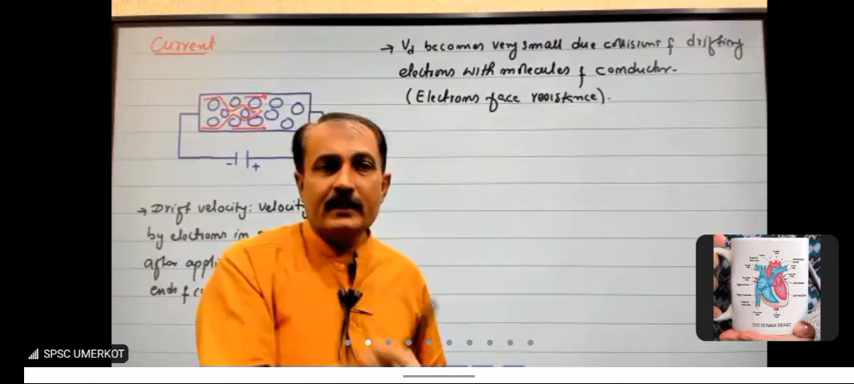 Current
→ Vd becomes very small due collisions of drifting
electrons with molecules of conductor.
(Electrons face resistance).
- +
→ Drift velocity: velocity
by electrons in
after appli
ends of c
THE HUMAN HEART
SPSC UMERKOT